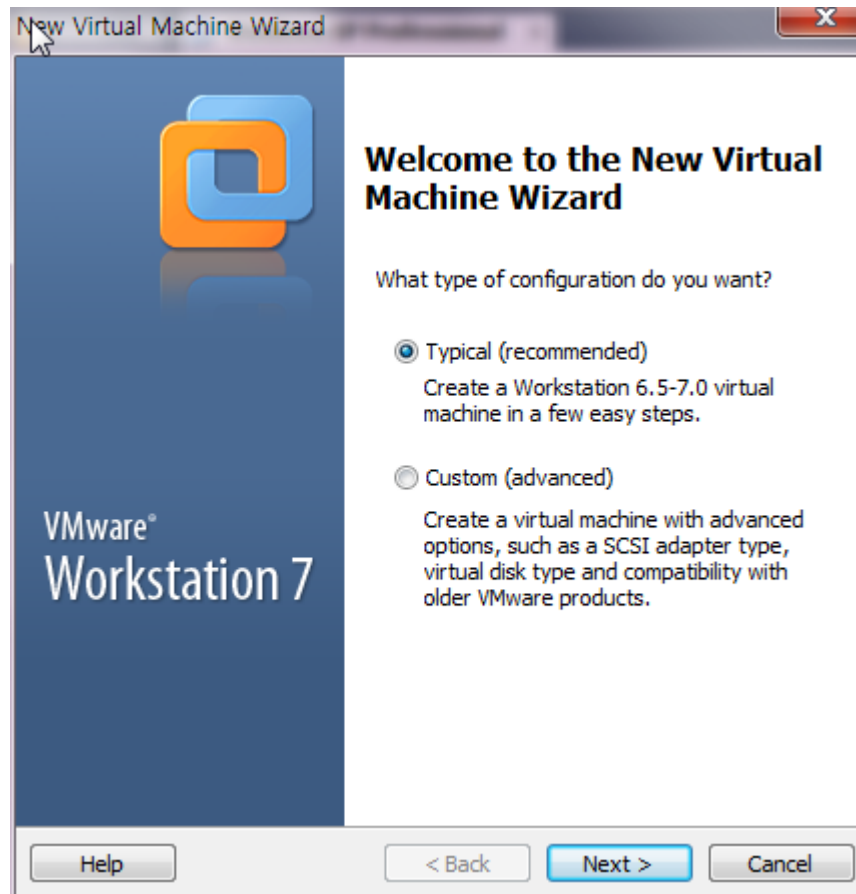 New Virtual Machine Wizard
Welcome to the New Virtual
Machine Wizard
What type of configuration do you want?
Typical (recommended)
Create a Workstation 6.5-7.0 virtual
machine in a few easy steps.
Custom (advanced)
Create a virtual machine with advanced
options, such as a SCSI adapter type,
virtual disk type and compatibility with
older VMware products.
VMware®
Workstation 7
Help
< Back
Next >
Cancel